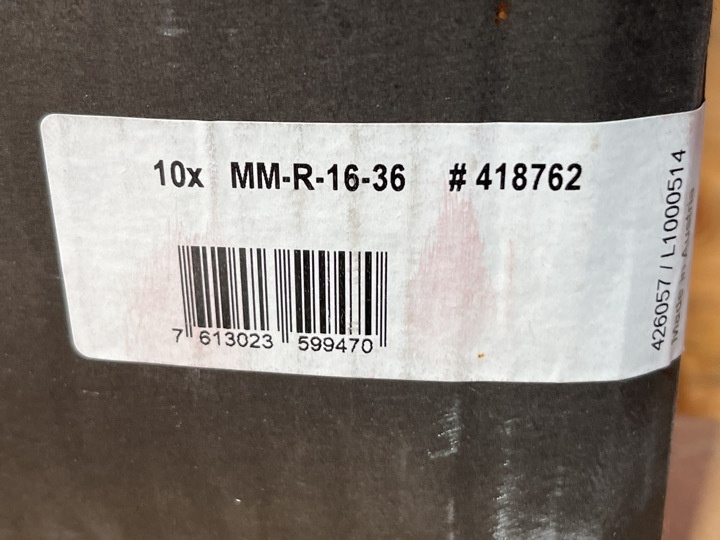 10x MM-R-16-36 # 418762
7 613023 599470
426057 / L1000514
Made in Austria